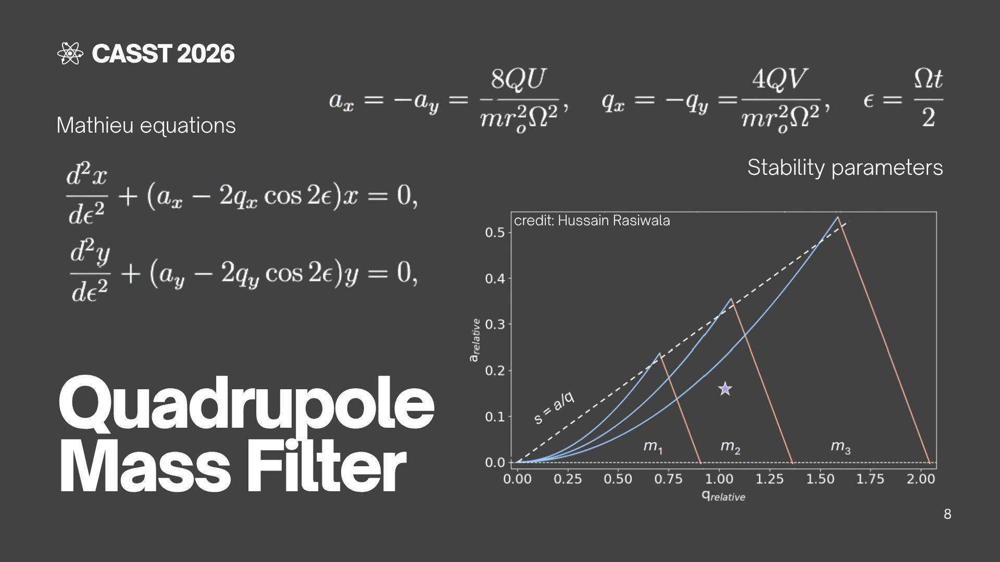 CASST 2026
a_x = −a_y = 8QU / mr_o^2Ω^2, q_x = −q_y = 4QV / mr_o^2Ω^2, ϵ = Ωt / 2
Mathieu equations
Stability parameters
d^2x / dϵ^2 + (a_x − 2q_x cos 2ϵ)x = 0,
d^2y / dϵ^2 + (a_y − 2q_y cos 2ϵ)y = 0,
Quadrupole
Mass Filter
credit: Hussain Rasiwala
0.5
0.4
0.3
0.2
0.1
0.0
a_relative
s = a/q
m_1 m_2 m_3
0.00 0.25 0.50 0.75 1.00 1.25 1.50 1.75 2.00
q_relative
8